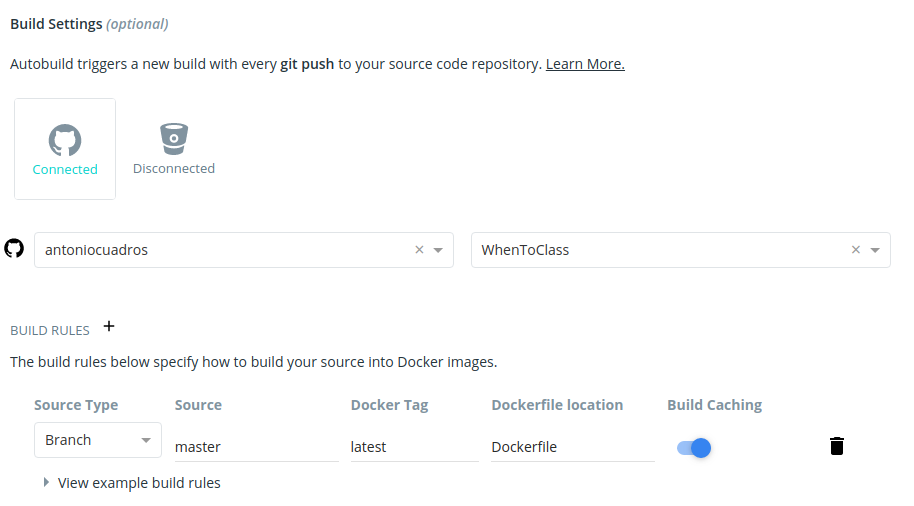 Build Settings (optional)
Autobuild triggers a new build with every git push to your source code repository. Learn More.
Connected Disconnected
antoniocuadros WhenToClass
BUILD RULES +
The build rules below specify how to build your source into Docker images.
Source Type Source Docker Tag Dockerfile location Build Caching
Branch master latest Dockerfile
View example build rules